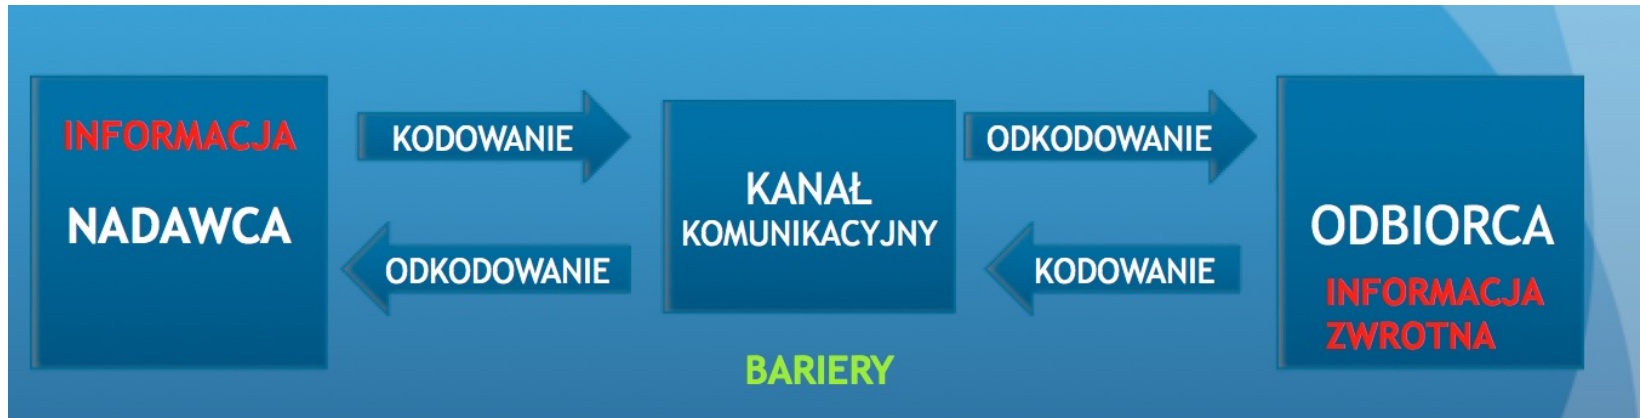 INFORMACJA
NADAWCA
KODOWANIE
ODKODOWANIE
KANAŁ
KOMUNIKACYJNY
ODKODOWANIE
KODOWANIE
ODBIORCA
INFORMACJA
ZWROTNA
BARIERY